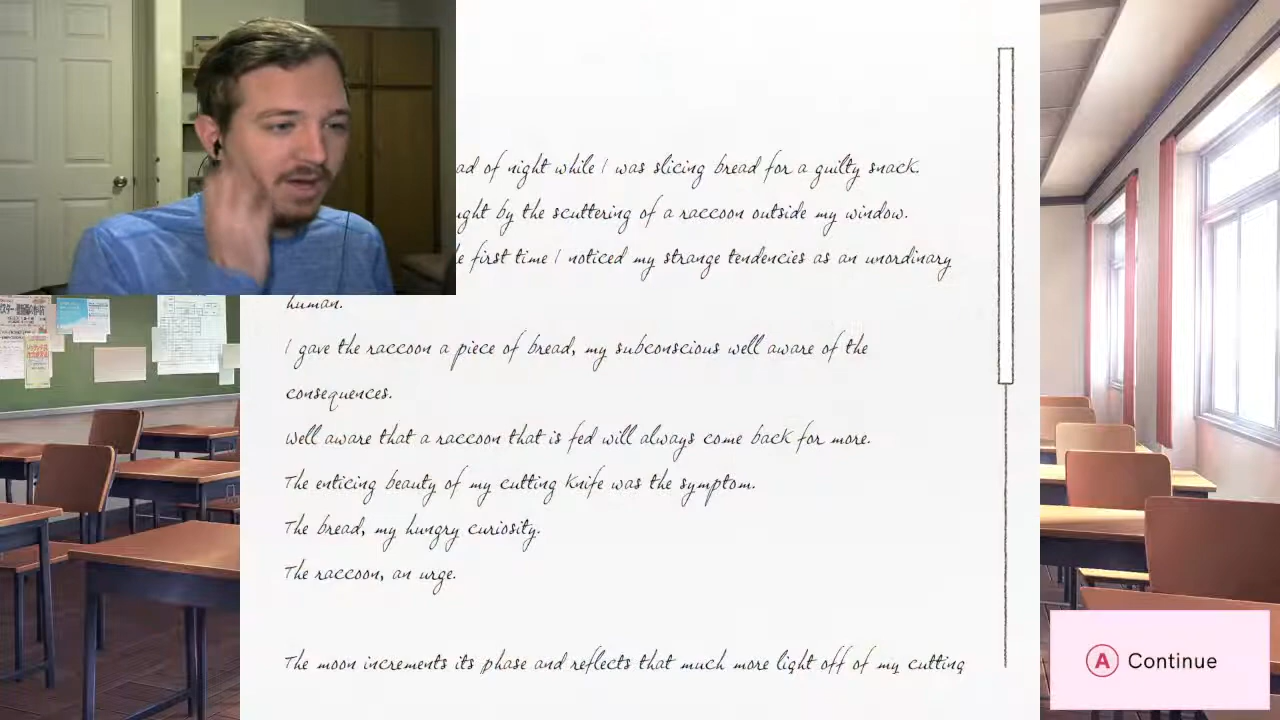 ad of night while I was slicing bread for a guilty snack.
ght by the scuttering of a raccoon outside my window.
e first time I noticed my strange tendencies as an unordinary
human.
I gave the raccoon a piece of bread, my subconscious well aware of the
consequences.
Well aware that a raccoon that is fed will always come back for more.
The enticing beauty of my cutting knife was the symptom.
The bread, my hungry curiosity.
The raccoon, an urge.
The moon increments its phase and reflects that much more light off of my cutting
A Continue